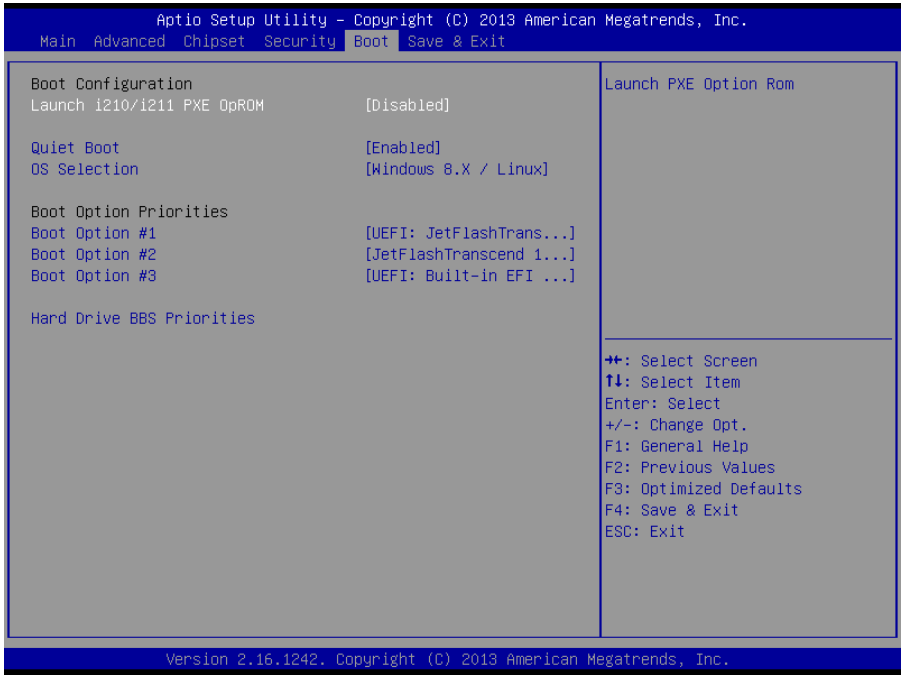 Aptio Setup Utility – Copyright (C) 2013 American Megatrends, Inc.
Main Advanced Chipset Security Boot Save & Exit
Boot Configuration
Launch i210/i211 PXE OpROM [Disabled]
Quiet Boot [Enabled]
OS Selection [Windows 8.X / Linux]
Boot Option Priorities
Boot Option #1 [UEFI: JetFlashTrans...]
Boot Option #2 [JetFlashTranscend 1...]
Boot Option #3 [UEFI: Built-in EFI ...]
Hard Drive BBS Priorities
Launch PXE Option Rom
→←: Select Screen
↑↓: Select Item
Enter: Select
+/-: Change Opt.
F1: General Help
F2: Previous Values
F3: Optimized Defaults
F4: Save & Exit
ESC: Exit
Version 2.16.1242. Copyright (C) 2013 American Megatrends, Inc.